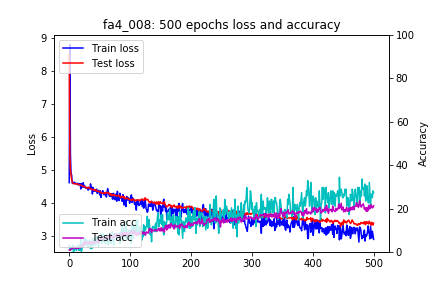 fa4_008: 500 epochs loss and accuracy
Train loss
Test loss
Train acc
Test acc
Loss
Accuracy
9
8
7
6
5
4
3
100
80
60
40
20
0
0
100
200
300
400
500